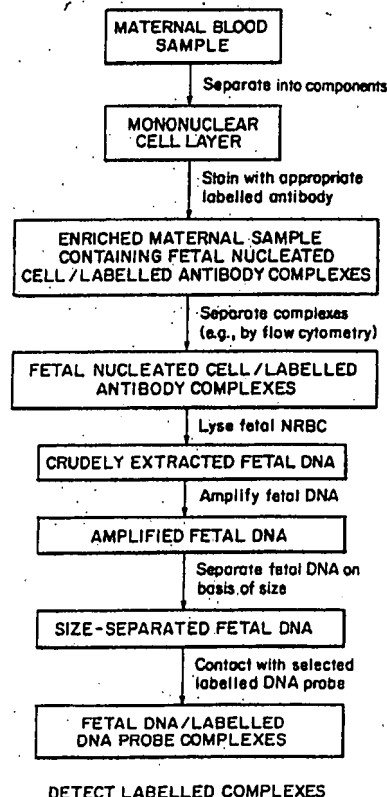 MATERNAL BLOOD
SAMPLE
Separate into components
MONONUCLEAR
CELL LAYER
Stain with appropriate
labelled antibody
ENRICHED MATERNAL SAMPLE
CONTAINING FETAL NUCLEATED
CELL/LABELLED ANTIBODY COMPLEXES
Separate complexes
(e.g., by flow cytometry)
FETAL NUCLEATED CELL/LABELLED
ANTIBODY COMPLEXES
Lyse fetal NRBC
CRUDELY EXTRACTED FETAL DNA
Amplify fetal DNA
AMPLIFIED FETAL DNA
Separate fetal DNA on
basis of size
SIZE-SEPARATED FETAL DNA
Contact with selected
labelled DNA probe
FETAL DNA/LABELLED
DNA PROBE COMPLEXES
DETECT LABELLED COMPLEXES